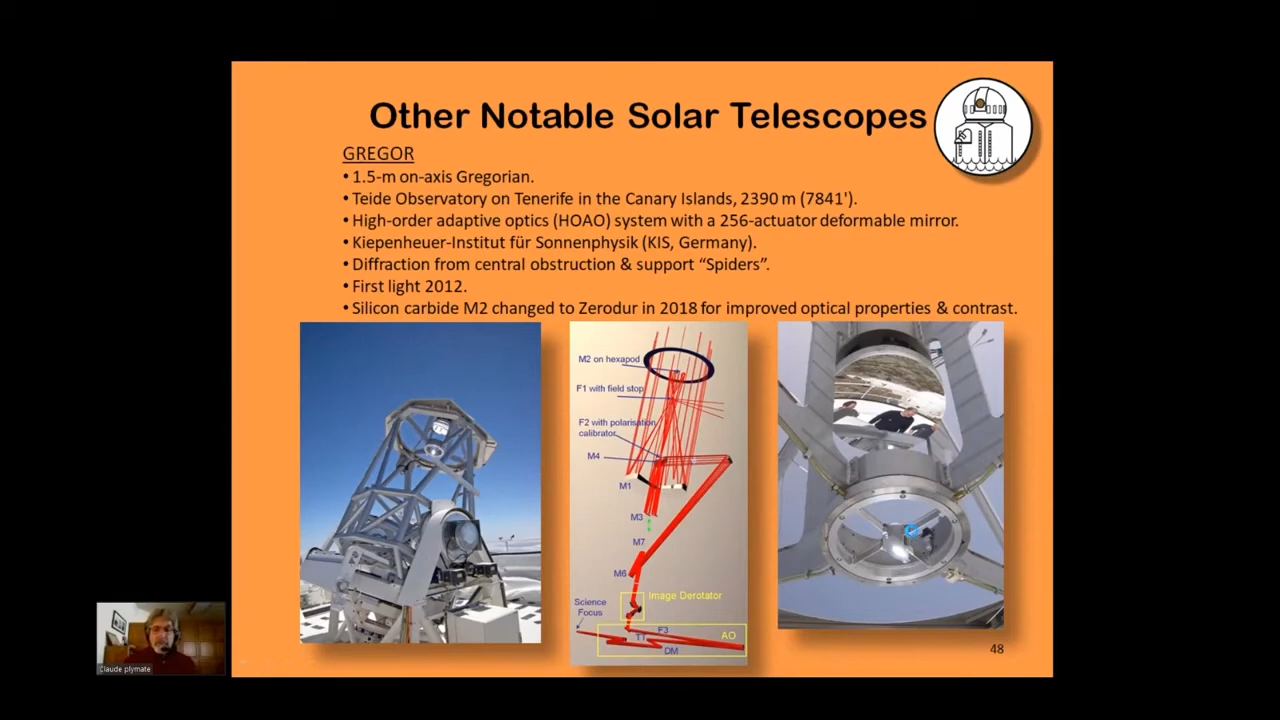 Other Notable Solar Telescopes
GREGOR
• 1.5-m on-axis Gregorian.
• Teide Observatory on Tenerife in the Canary Islands, 2390 m (7841').
• High-order adaptive optics (HOAO) system with a 256-actuator deformable mirror.
• Kiepenheuer-Institut für Sonnenphysik (KIS, Germany).
• Diffraction from central obstruction & support “Spiders”.
• First light 2012.
• Silicon carbide M2 changed to Zerodur in 2018 for improved optical properties & contrast.
M2 on hexapod
F1 with field stop
F2 with polarisation
calibrator
M4
M1
M3
M7
M6
Image Derotator
Science
Focus
F3
T1
AO
DM
48
Claude plymate